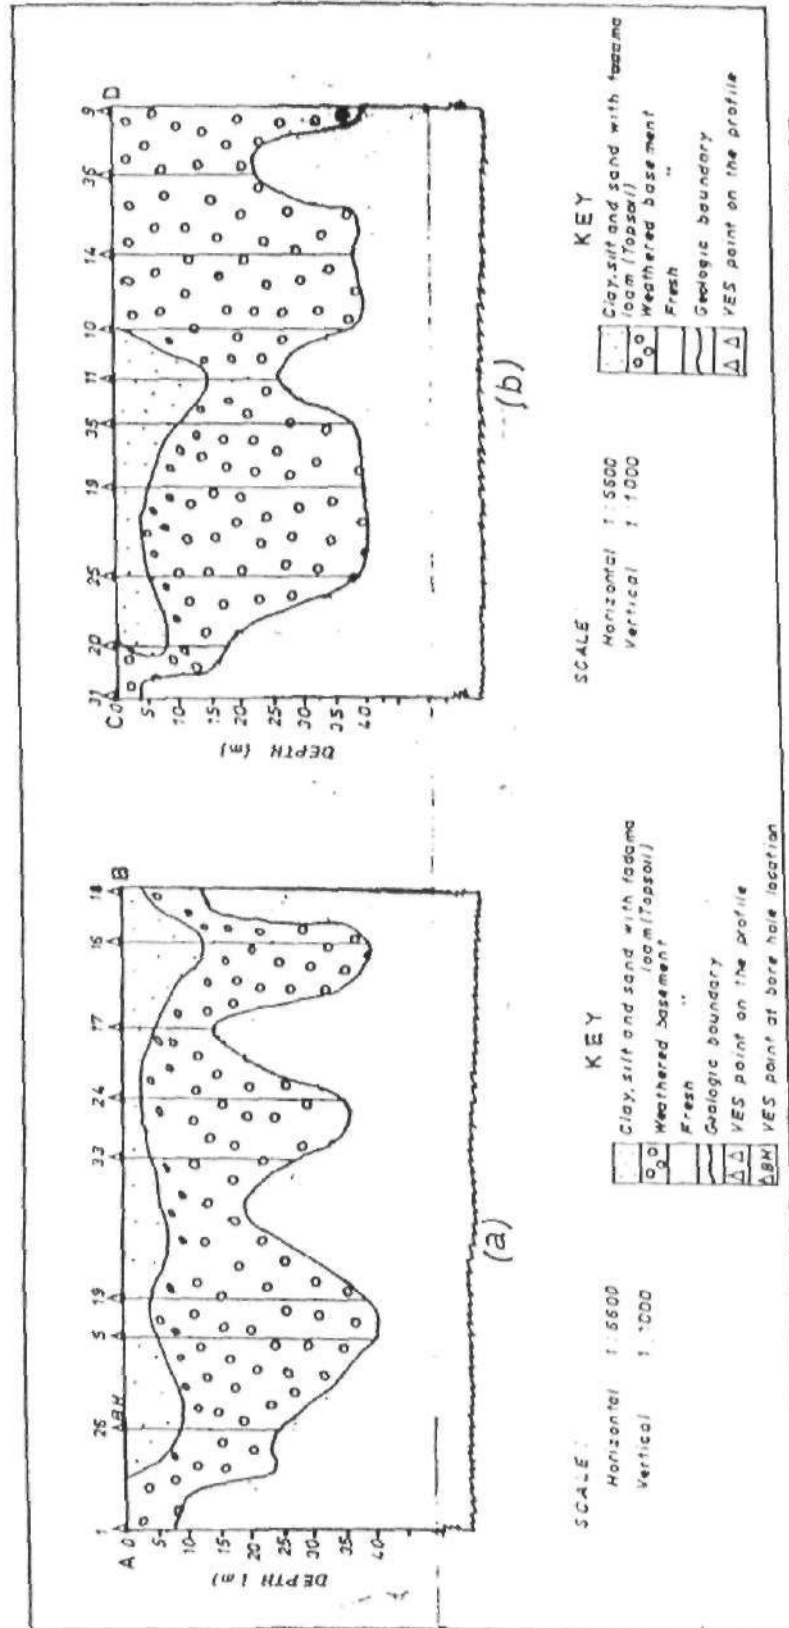 A
B
1
26
ΔBH
5
19
33
24
17
16
18
0
5
10
15
20
25
30
35
40
DEPTH (m)
(a)
SCALE:
Horizontal 1:5500
Vertical 1:1000
KEY
Clay, silt and sand with fadama
loam (Topsoil)
Weathered basement
Fresh "
Geologic boundary
Δ Δ VES point on the profile
ΔBH VES point at bore hole location
C
D
31
20
25
19
35
11
10
14
36
9
0
5
10
15
20
25
30
35
40
DEPTH (m)
(b)
SCALE
Horizontal 1:5500
Vertical 1:1000
KEY
Clay, silt and sand with fadama
loam (Topsoil)
Weathered basement
Fresh "
Geologic boundary
Δ Δ VES point on the profile